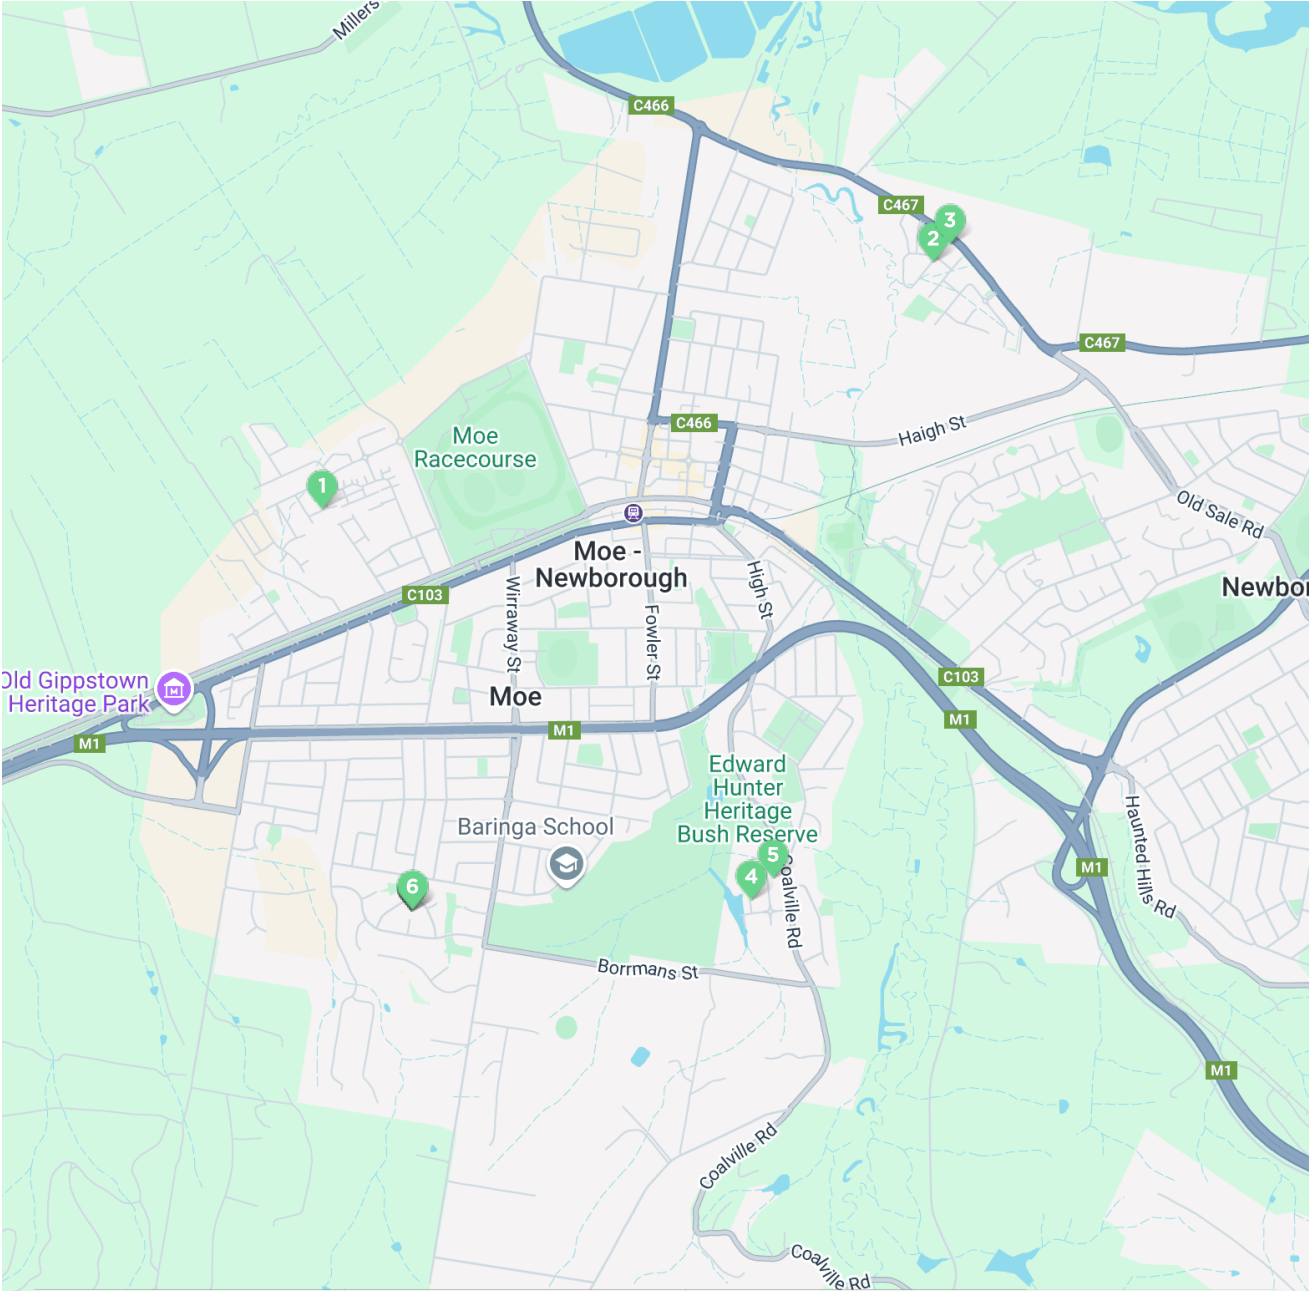 Millers
C466
C467
3
2
C467
C466
Haigh St
Moe
Racecourse
1
Old Sale Rd
Moe -
Newborough
High St
Wirraway St
Fowler St
C103
Newbor
Old Gippstown
Heritage Park
C103
Moe
M1
M1
M1
Edward
Hunter
Heritage
Bush Reserve
Haunted Hills Rd
Baringa School
5
4
6
M1
Coalville Rd
Borrmans St
M1
Coalville Rd
Coalville Rd